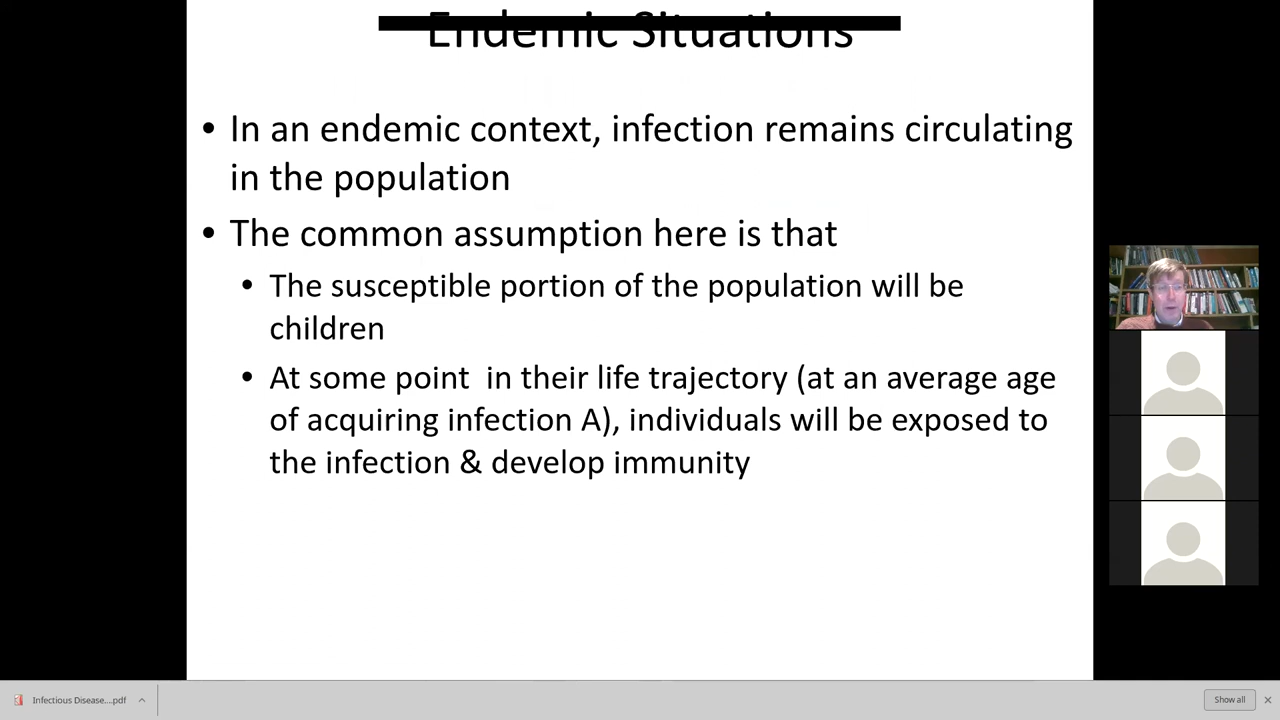 Endemic Situations
• In an endemic context, infection remains circulating
in the population
• The common assumption here is that
• The susceptible portion of the population will be
children
• At some point  in their life trajectory (at an average age
of acquiring infection A), individuals will be exposed to
the infection & develop immunity
Infectious Disease....pdf
Show all